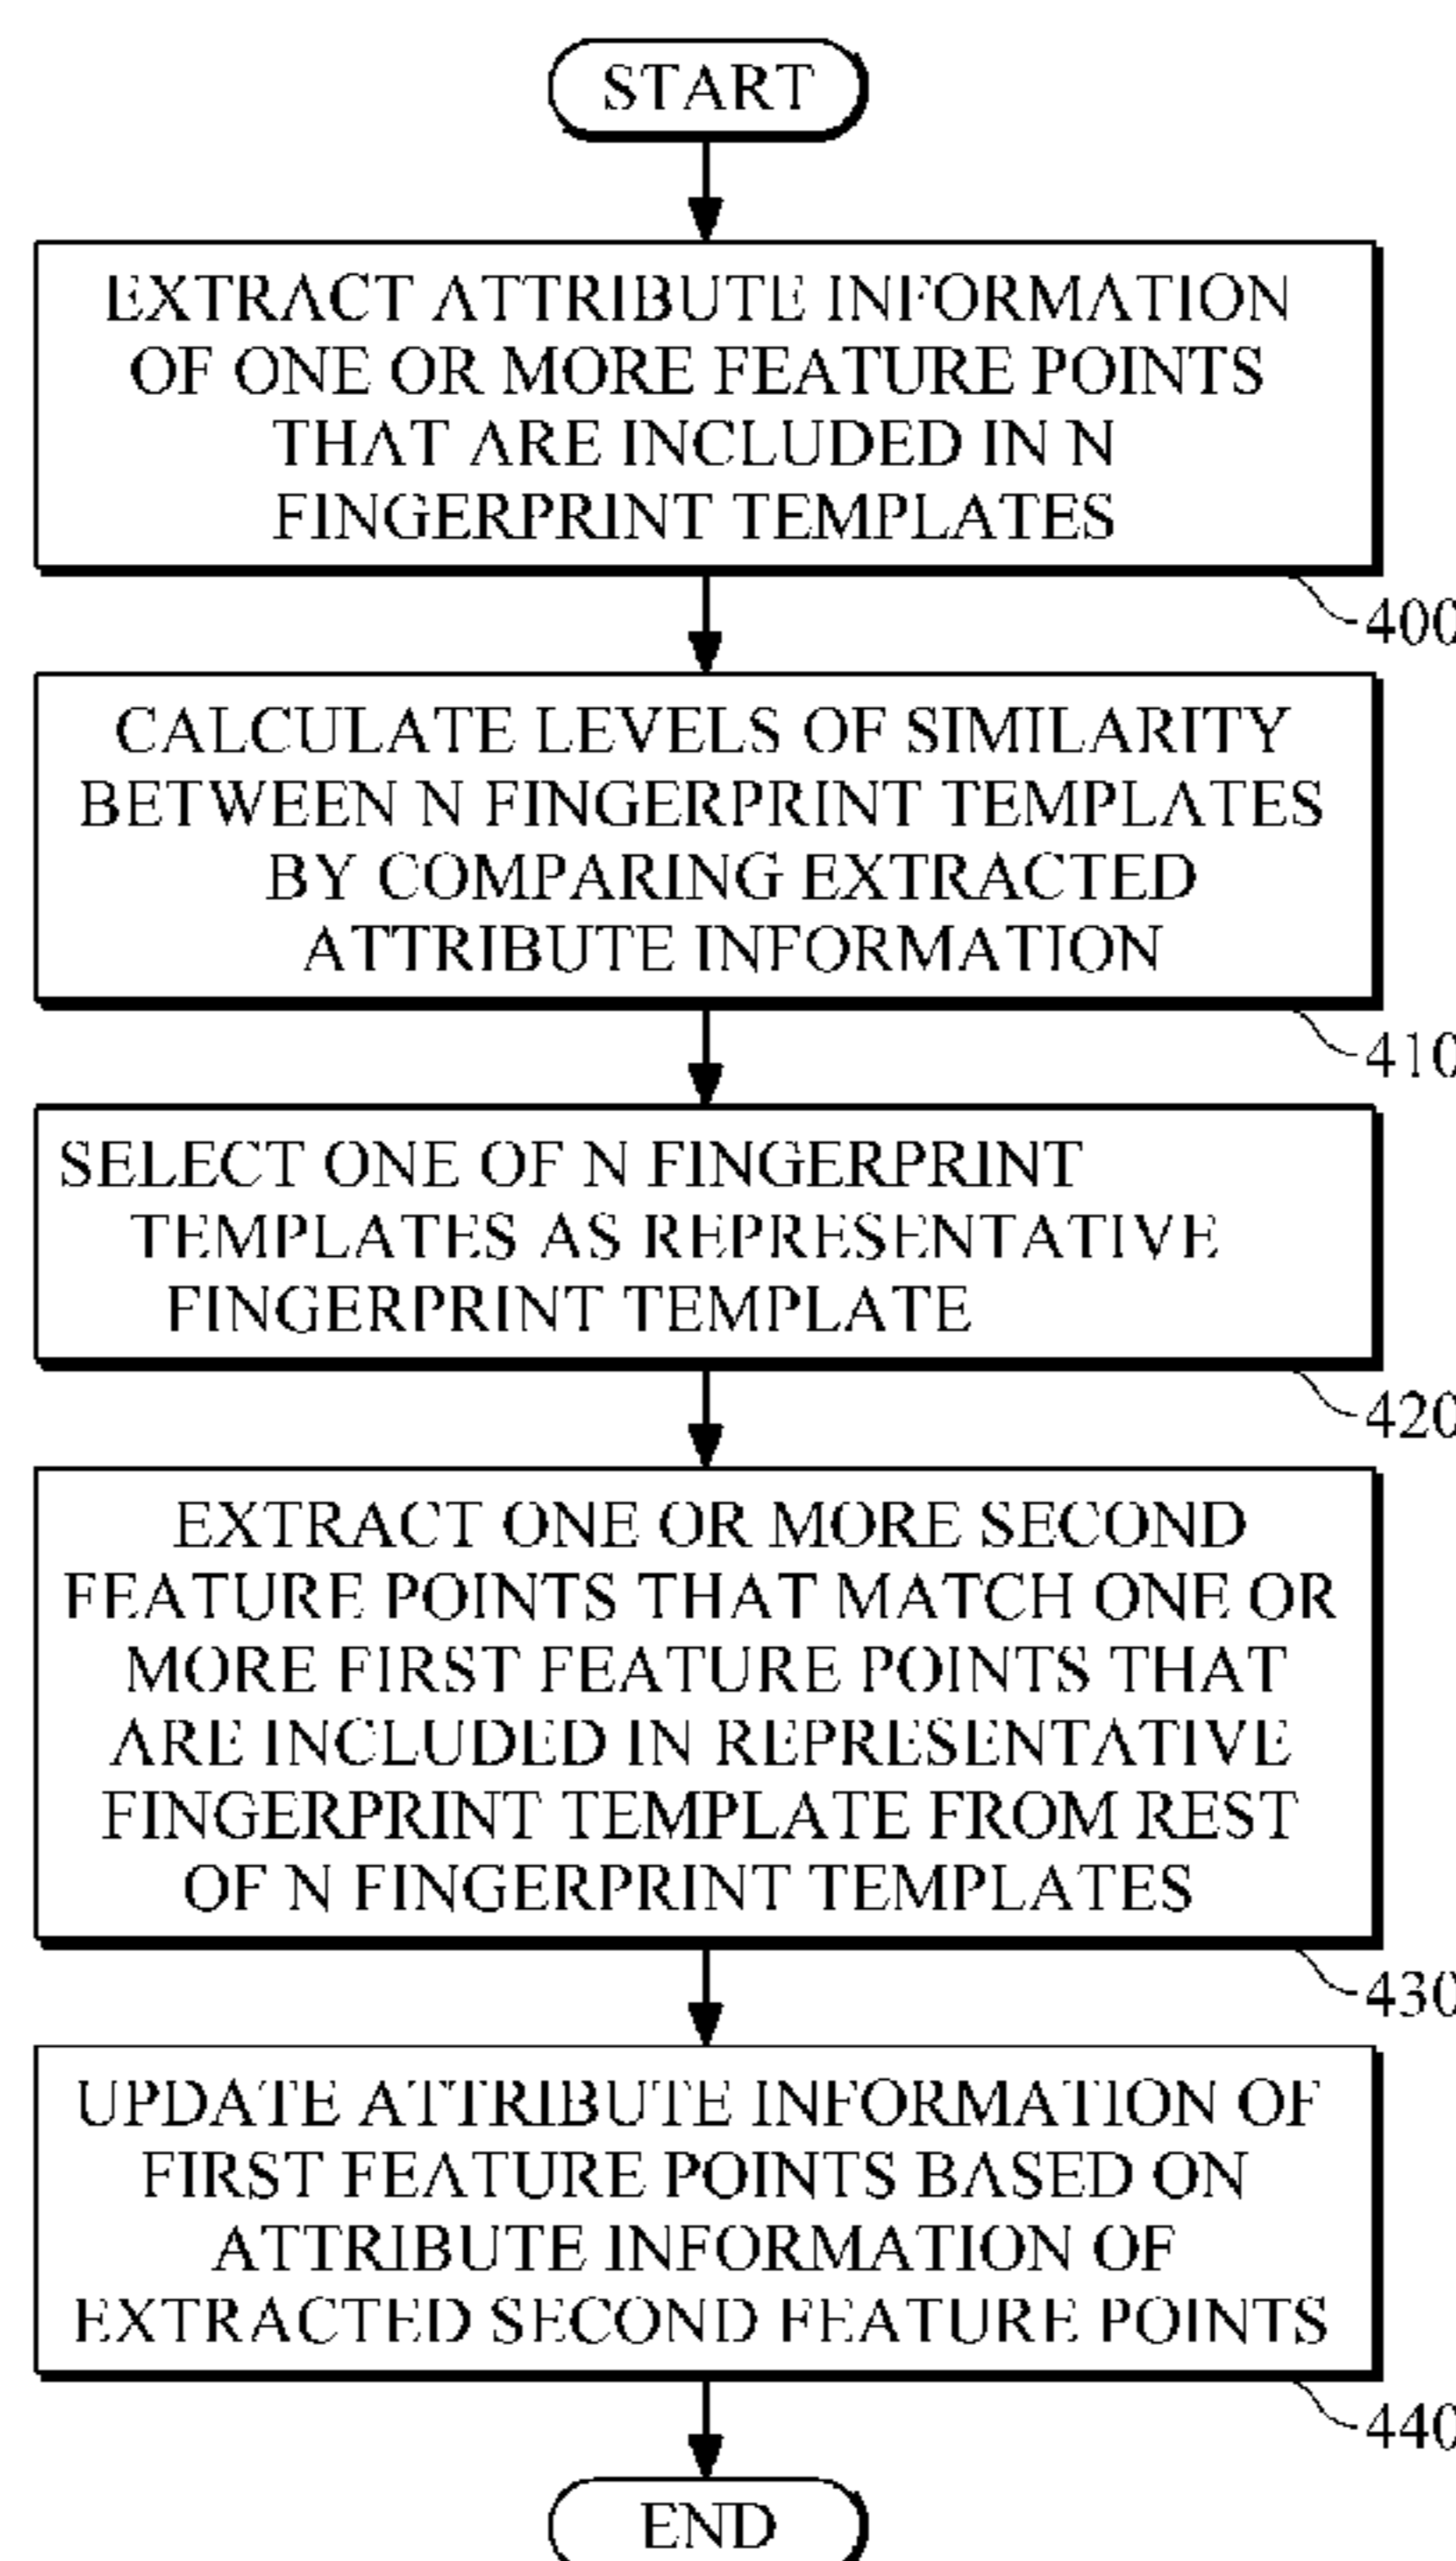 START
EXTRACT ATTRIBUTE INFORMATION
OF ONE OR MORE FEATURE POINTS
THAT ARE INCLUDED IN N
FINGERPRINT TEMPLATES
400
CALCULATE LEVELS OF SIMILARITY
BETWEEN N FINGERPRINT TEMPLATES
BY COMPARING EXTRACTED
ATTRIBUTE INFORMATION
410
SELECT ONE OF N FINGERPRINT
TEMPLATES AS REPRESENTATIVE
FINGERPRINT TEMPLATE
420
EXTRACT ONE OR MORE SECOND
FEATURE POINTS THAT MATCH ONE OR
MORE FIRST FEATURE POINTS THAT
ARE INCLUDED IN REPRESENTATIVE
FINGERPRINT TEMPLATE FROM REST
OF N FINGERPRINT TEMPLATES
430
UPDATE ATTRIBUTE INFORMATION OF
FIRST FEATURE POINTS BASED ON
ATTRIBUTE INFORMATION OF
EXTRACTED SECOND FEATURE POINTS
440
END